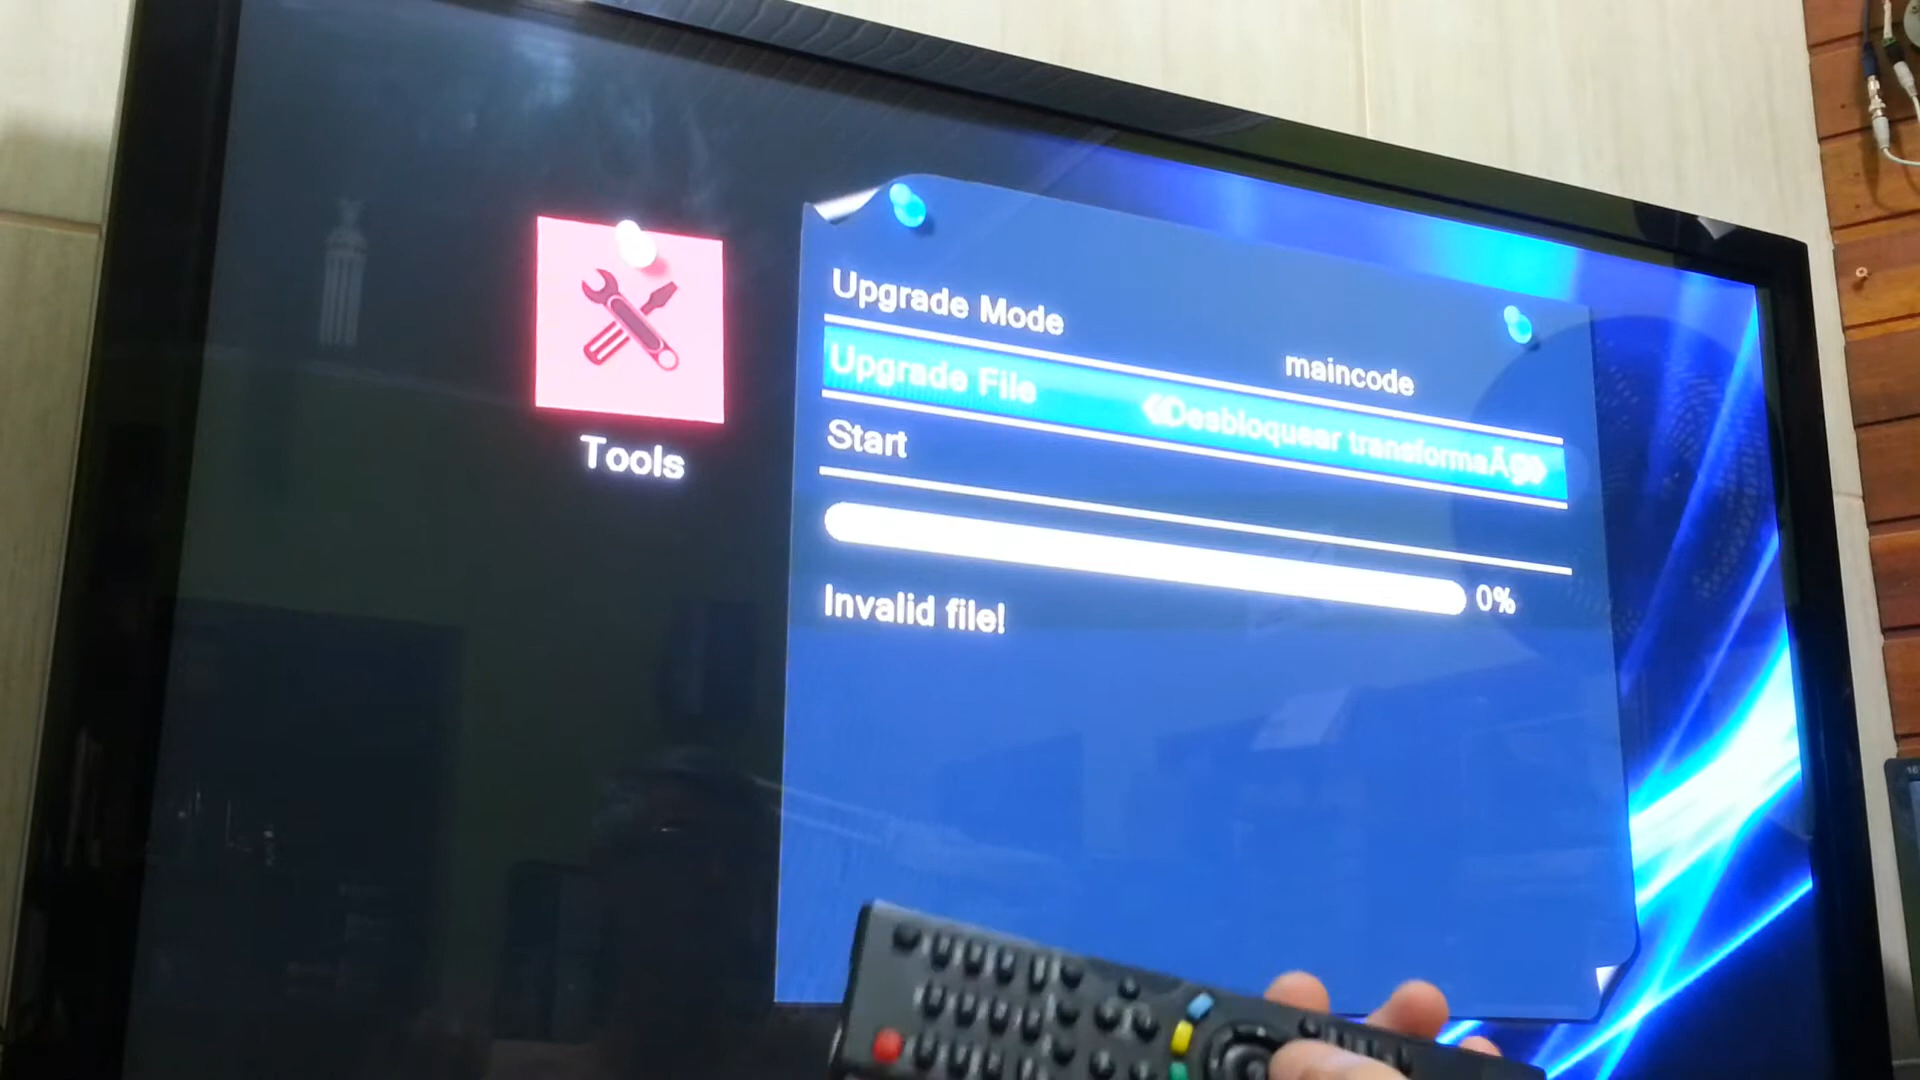 Upgrade Mode
maincode
Upgrade File
Desbloquear transformaÃ
Start
0%
Invalid file!
Tools